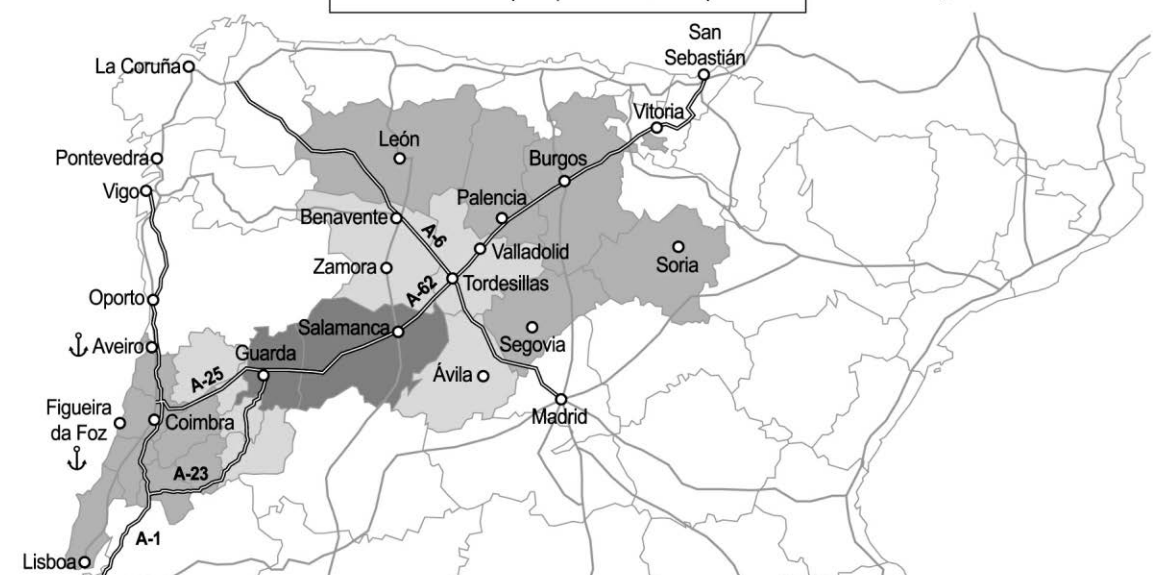 San
Sebastián
La Coruña
Vitoria
León
Pontevedra
Burgos
Vigo
Palencia
Benavente
A-6
Valladolid
Zamora
Soria
A-62
Tordesillas
Oporto
Salamanca
Aveiro
Guarda
Segovia
A-25
Ávila
Figueira
da Foz
Coimbra
Madrid
A-23
A-1
Lisboa